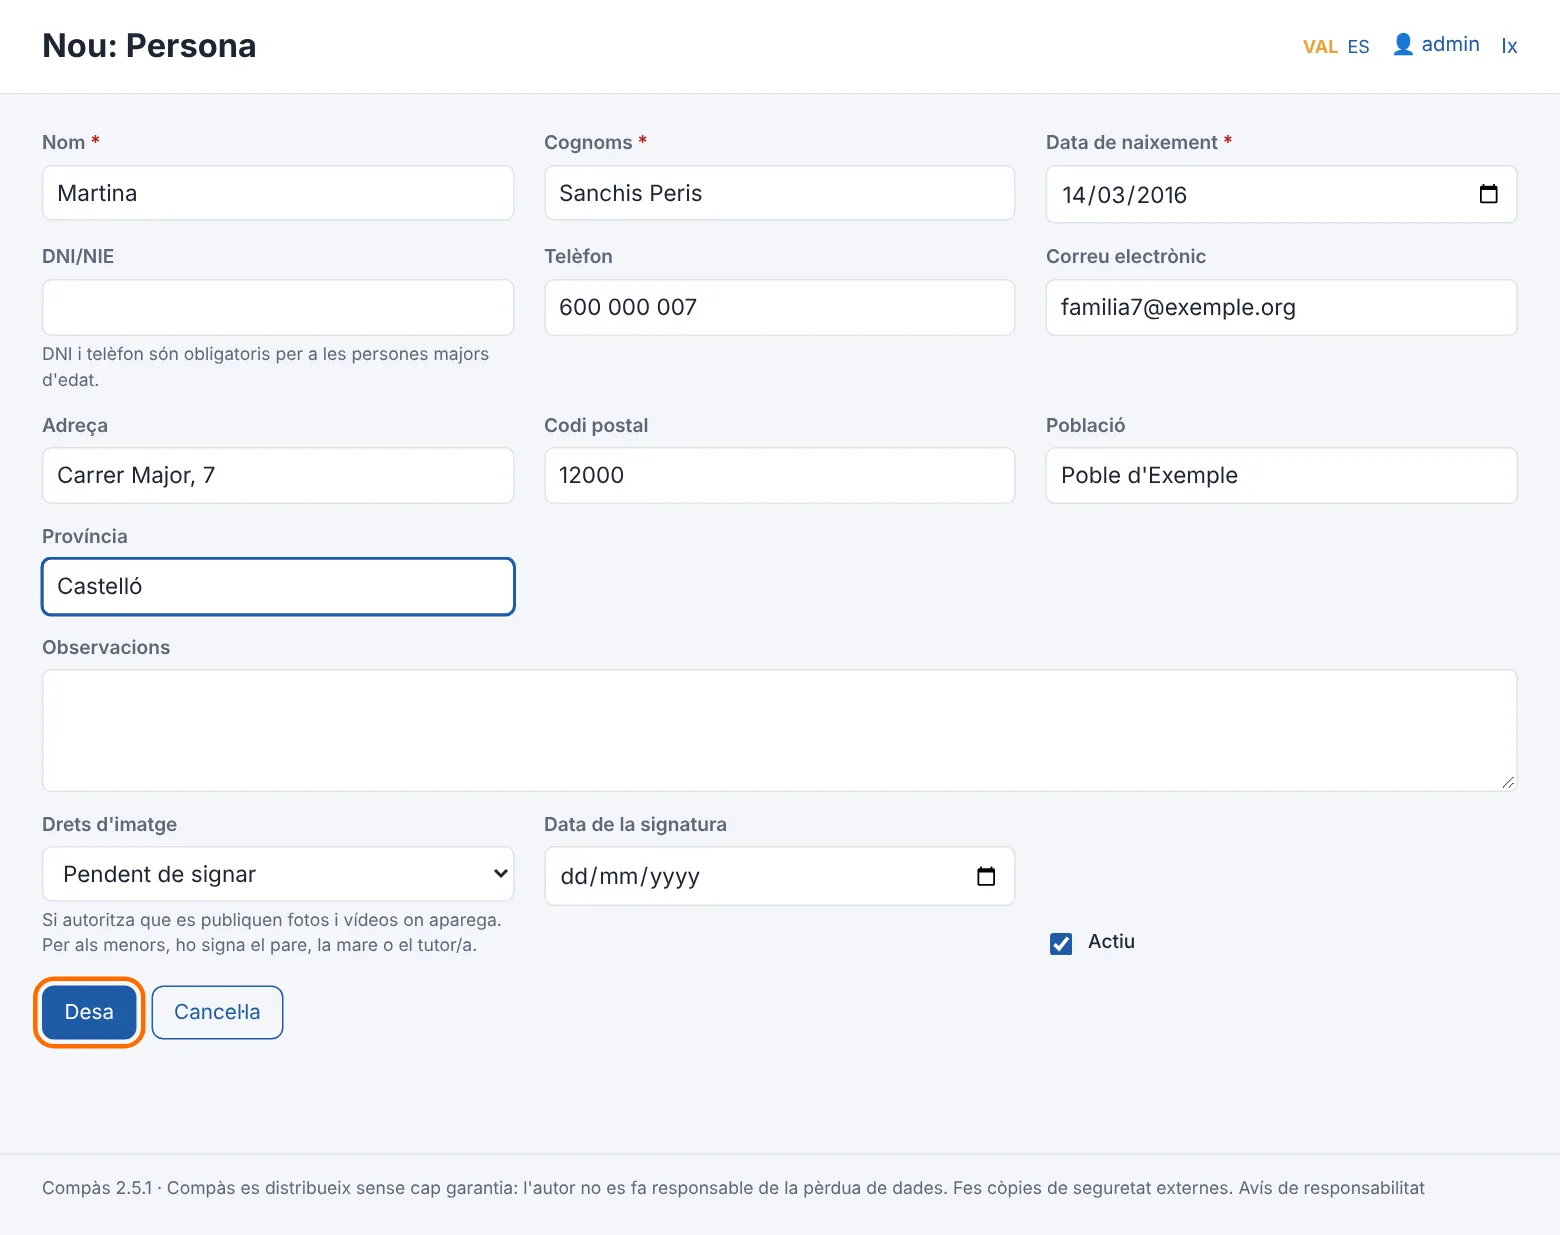 Nou: Persona
VAL ES admin Ix
Nom * Cognoms * Data de naixement *
Martina Sanchis Peris 14/03/2016
DNI/NIE Telèfon Correu electrònic
600 000 007 familia7@exemple.org
DNI i telèfon són obligatoris per a les persones majors
d'edat.
Adreça Codi postal Població
Carrer Major, 7 12000 Poble d'Exemple
Província
Castelló
Observacions
Drets d'imatge Data de la signatura
Pendent de signar dd/mm/yyyy
Si autoritza que es publiquen fotos i vídeos on aparega.
Per als menors, ho signa el pare, la mare o el tutor/a.
Actiu
Desa Cancel·la
Compàs 2.5.1 · Compàs es distribueix sense cap garantia: l'autor no es fa responsable de la pèrdua de dades. Fes còpies de seguretat externes. Avís de responsabilitat